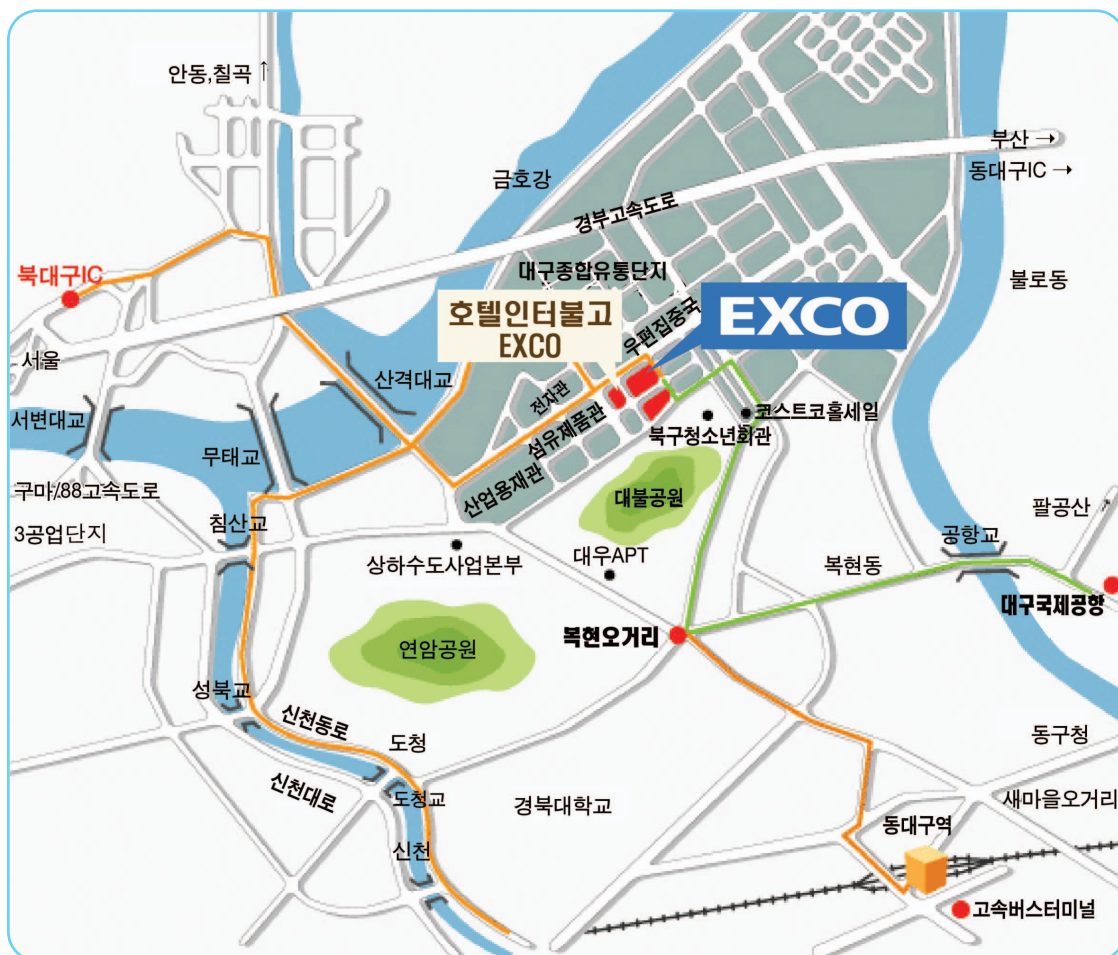 안동,칠곡 ↑
부산 →
동대구IC →
금호강
경부고속도로
북대구IC
대구종합유통단지
불로동
호텔인터불고
EXCO
우편집중국
EXCO
서울
산격대교
전자관
서변대교
섬유제품관
코스트코홀세일
북구청소년회관
무태교
산업용재관
구마/88고속도로
대불공원
팔공산
3공업단지
침산교
공항교
상하수도사업본부
대우APT
복현동
대구국제공항
복현오거리
연암공원
성북교
신천동로
도청
동구청
신천대로
도청교
경북대학교
새마을오거리
동대구역
신천
고속버스터미널